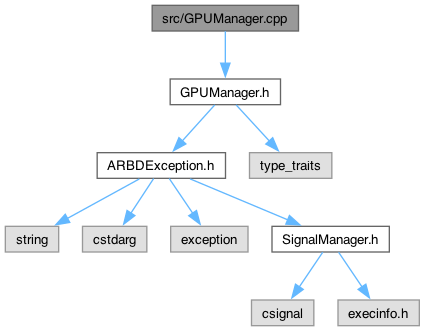 src/GPUManager.cpp
GPUManager.h
ARBDException.h
type_traits
string
cstdarg
exception
SignalManager.h
csignal
execinfo.h